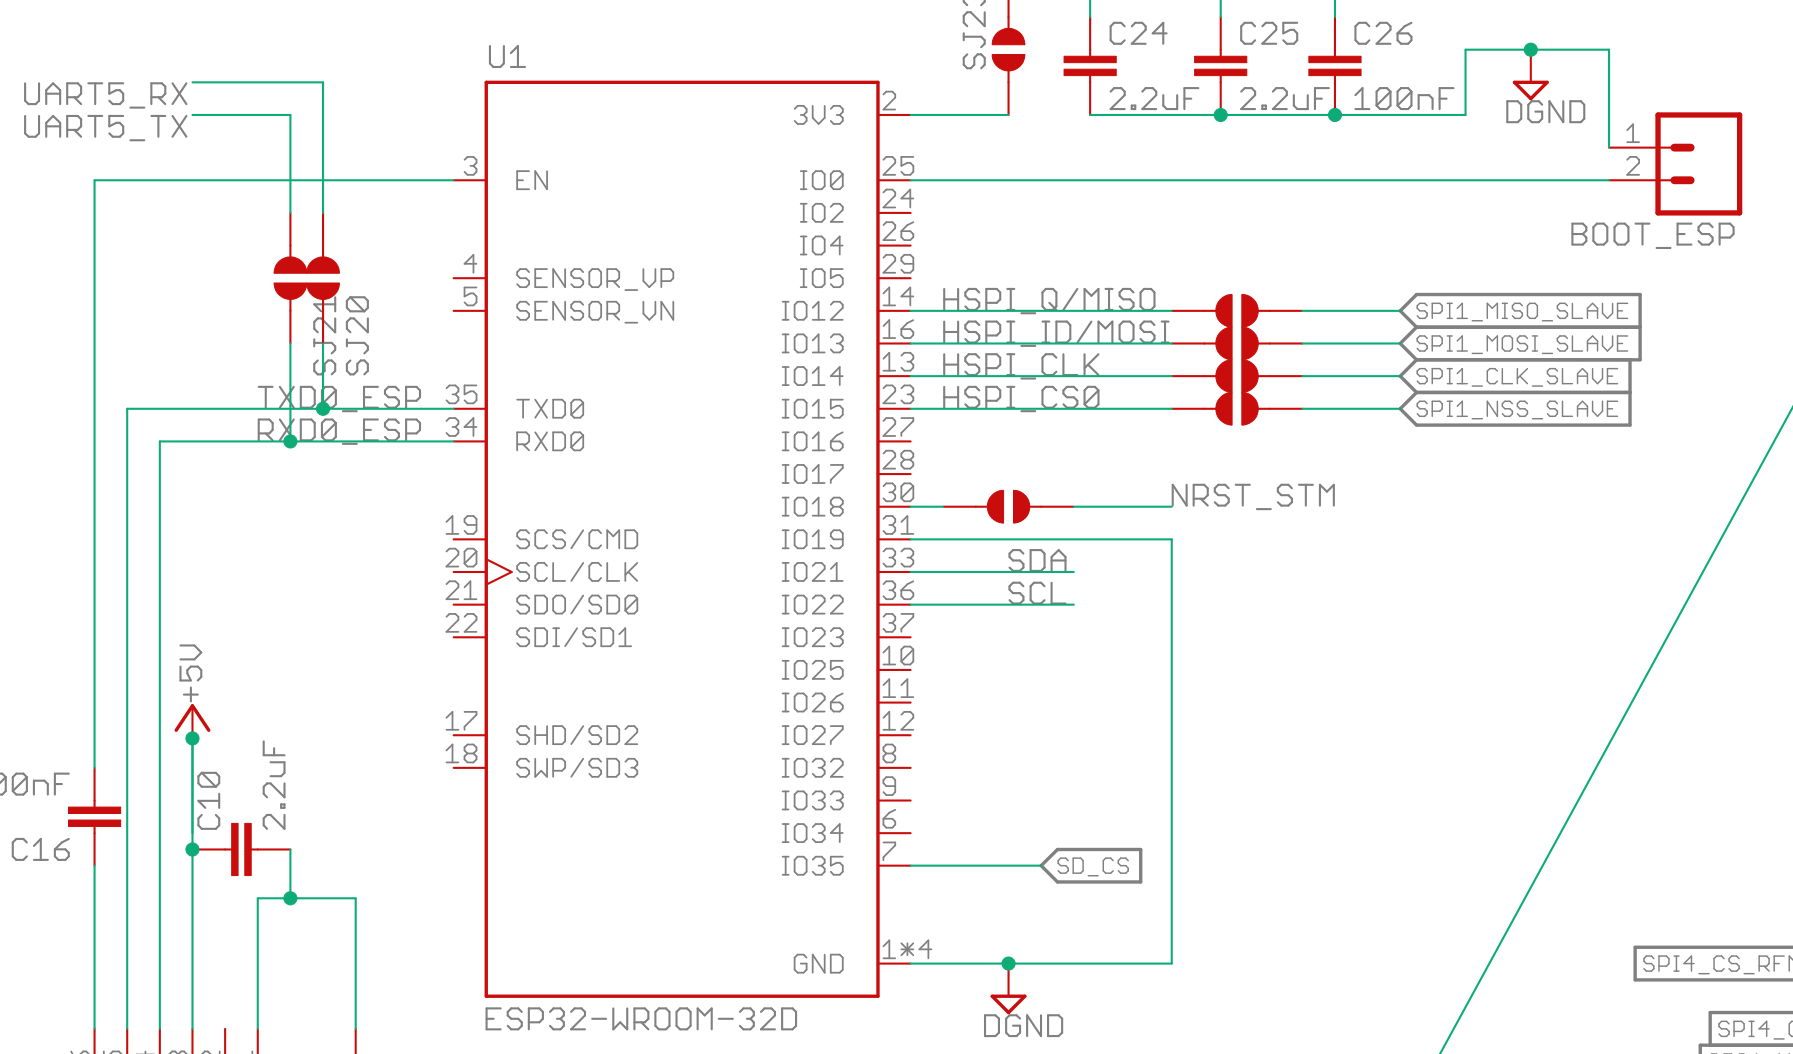 SJ23
C24
C25
C26
2.2uF
2.2uF
100nF
DGND
U1
UART5_RX
UART5_TX
3V3
2
1
2
BOOT_ESP
3
EN
IO0
25
IO2
24
IO4
26
4
SENSOR_VP
IO5
29
5
SENSOR_VN
IO12
14
HSPI_Q/MISO
SPI1_MISO_SLAVE
IO13
16
HSPI_ID/MOSI
SPI1_MOSI_SLAVE
IO14
13
HSPI_CLK
SPI1_CLK_SLAVE
SJ21
SJ20
TXD0_ESP
35
TXD0
IO15
23
HSPI_CS0
SPI1_NSS_SLAVE
RXD0_ESP
34
RXD0
IO16
27
IO17
28
IO18
30
NRST_STM
19
SCS/CMD
IO19
31
20
SCL/CLK
IO21
33
SDA
21
SDO/SD0
IO22
36
SCL
22
SDI/SD1
IO23
37
IO25
10
+5V
IO26
11
17
SHD/SD2
IO27
12
18
SWP/SD3
IO32
8
00nF
C16
C10
2.2uF
IO33
9
IO34
6
IO35
7
SD_CS
GND
1*4
DGND
ESP32-WROOM-32D
SPI4_CS_RF
SPI4_